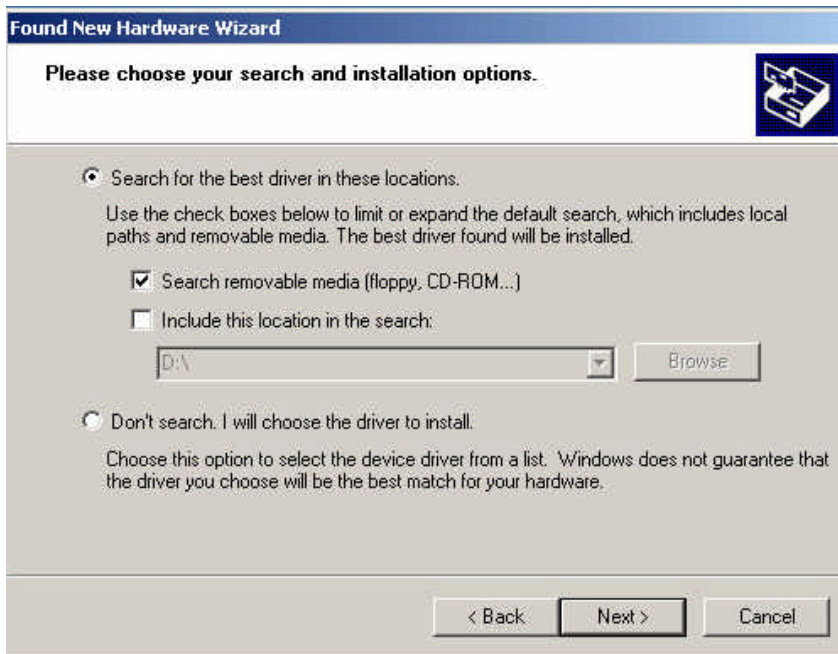 Found New Hardware Wizard
Please choose your search and installation options.
Search for the best driver in these locations.
Use the check boxes below to limit or expand the default search, which includes local
paths and removable media. The best driver found will be installed.
Search removable media (floppy, CD-ROM...)
Include this location in the search:
D:\
Browse
Don't search. I will choose the driver to install.
Choose this option to select the device driver from a list. Windows does not guarantee that
the driver you choose will be the best match for your hardware.
< Back
Next >
Cancel